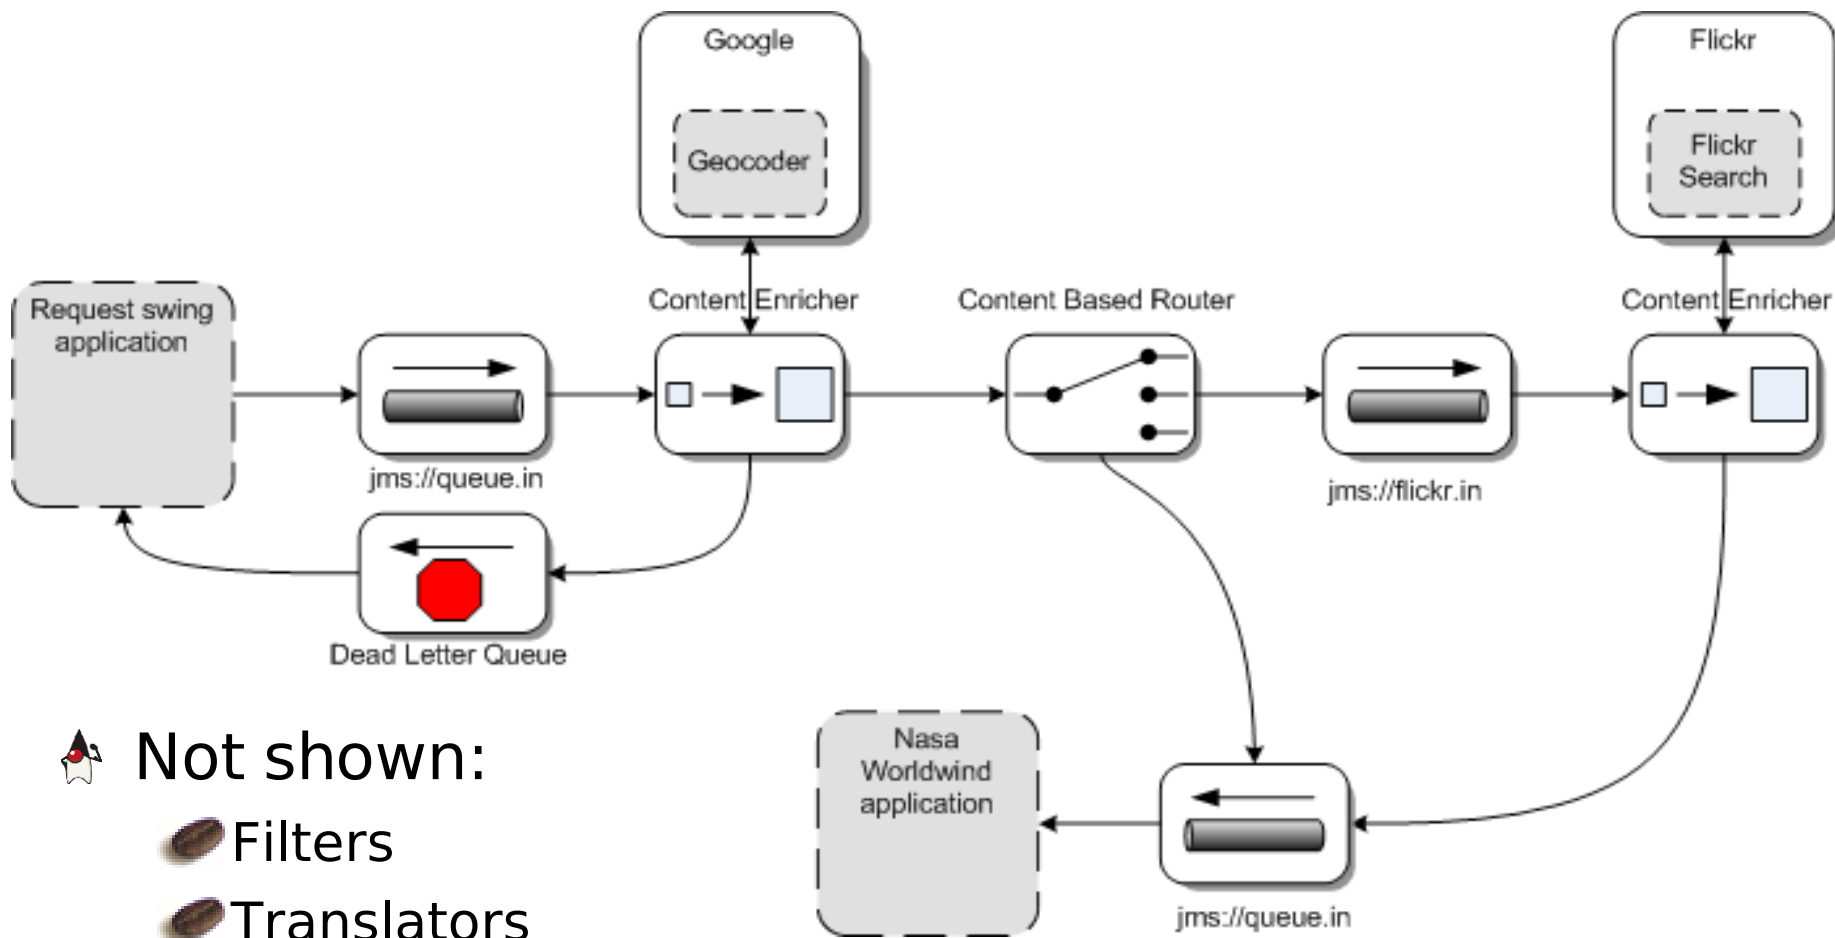 Google
Geocoder
Flickr
Flickr
Search
Request swing
application
Content Enricher
Content Based Router
Content Enricher
jms://queue.in
jms://flickr.in
Dead Letter Queue
Nasa
Worldwind
application
jms://queue.in
Not shown:
Filters
Translators